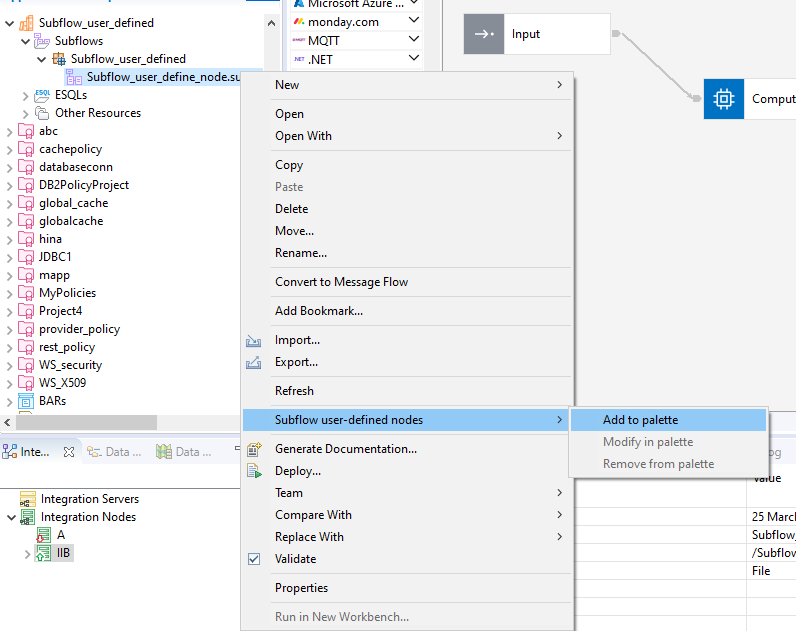 Subflow_user_defined
Subflows
Subflow_user_defined
Subflow_user_define_node.su
ESQLs
Other Resources
abc
cachepolicy
databaseconn
DB2PolicyProject
global_cache
globalcache
hina
JDBC1
mapp
MyPolicies
Project4
provider_policy
rest_policy
WS_security
WS_X509
BARs
Microsoft Azure ...
monday.com
MQTT
.NET
Input
Comput
New
Open
Open With
Copy
Paste
Delete
Move...
Rename...
Convert to Message Flow
Add Bookmark...
Import...
Export...
Refresh
Subflow user-defined nodes
Generate Documentation...
Deploy...
Team
Compare With
Replace With
Validate
Properties
Run in New Workbench...
Add to palette
Modify in palette
Remove from palette
Inte...
Data ...
Data ...
Integration Servers
Integration Nodes
A
IIB
Value
25 March
Subflow_
/Subflow
File